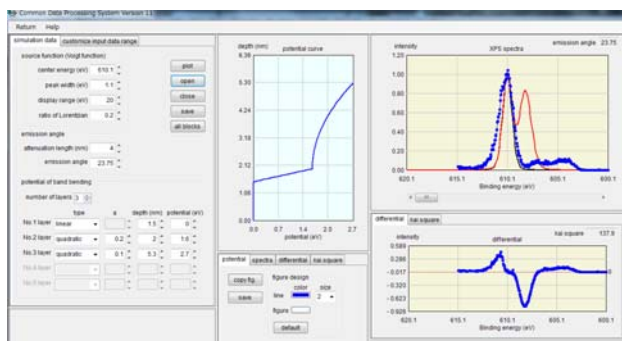 Common Data Processing System Version 11
Return Help
simulation data customize input data range
source function (Voigt function)
center energy (eV) 610.1
peak width (eV) 1.1
display range (eV) 20
ratio of Lorentzian 0.2
plot
open
close
save
all blocks
emission angle
attenuation length (nm) 4
emission angle 23.75
potential of band bending
number of layers 3
type a depth (nm) potential (eV)
No.1 layer linear 1.5 0
No.2 layer quadratic 0.2 2 1.6
No.3 layer quadratic 0.1 5.3 2.7
No.4 layer
No.5 layer
depth (nm) potential curve
6.36
5.30
4.24
3.18
2.12
1.06
0.00
0.0 0.7 1.4 2.0 2.7
potential (eV)
potential spectra differential kai square
copy fig.
save
figure design
color size
line 2
figure
default
intensity XPS spectra emission angle 23.75
1.20
1.00
0.80
0.60
0.40
0.20
0.00
620.1 615.1 610.1 605.1 600.1
Binding energy (eV)
differential kai square
intensity differential kai square 137.8
0.589
0.286
-0.017
-0.320
-0.623
-0.926
620.1 615.1 610.1 605.1 600.1
Binding energy (eV)